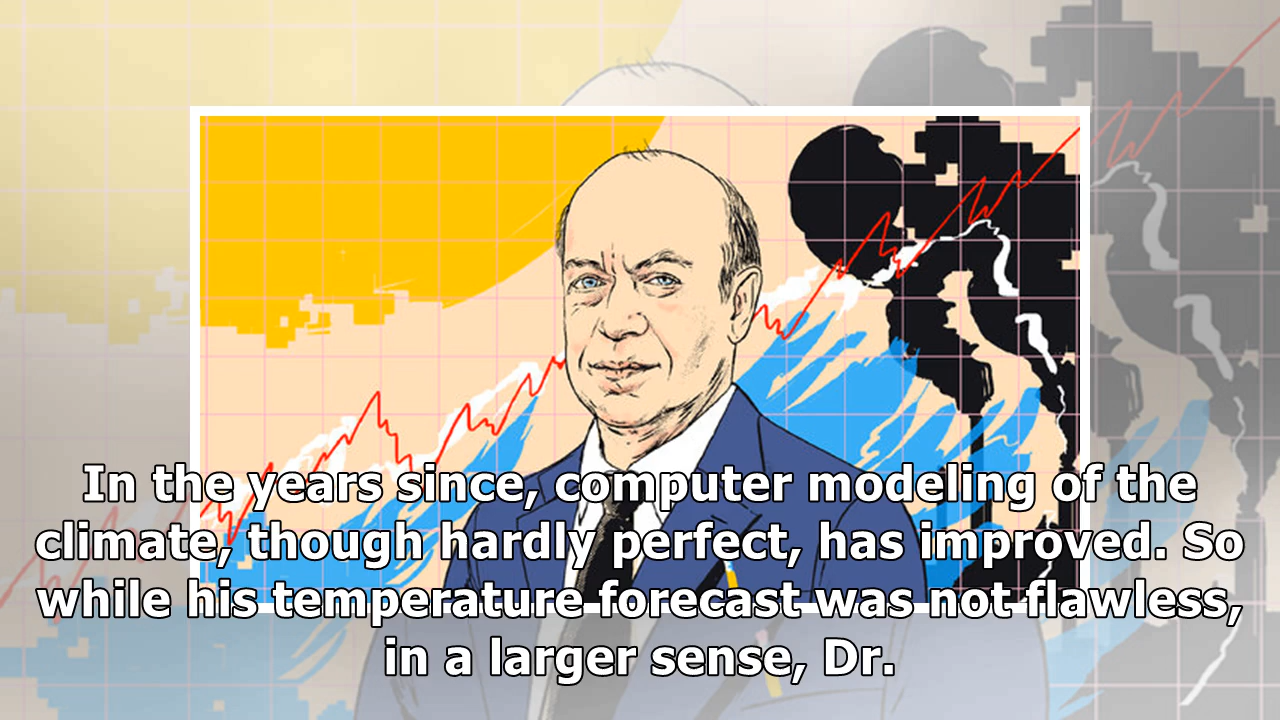 In the years since, computer modeling of the
climate, though hardly perfect, has improved. So
while his temperature forecast was not flawless,
in a larger sense, Dr.